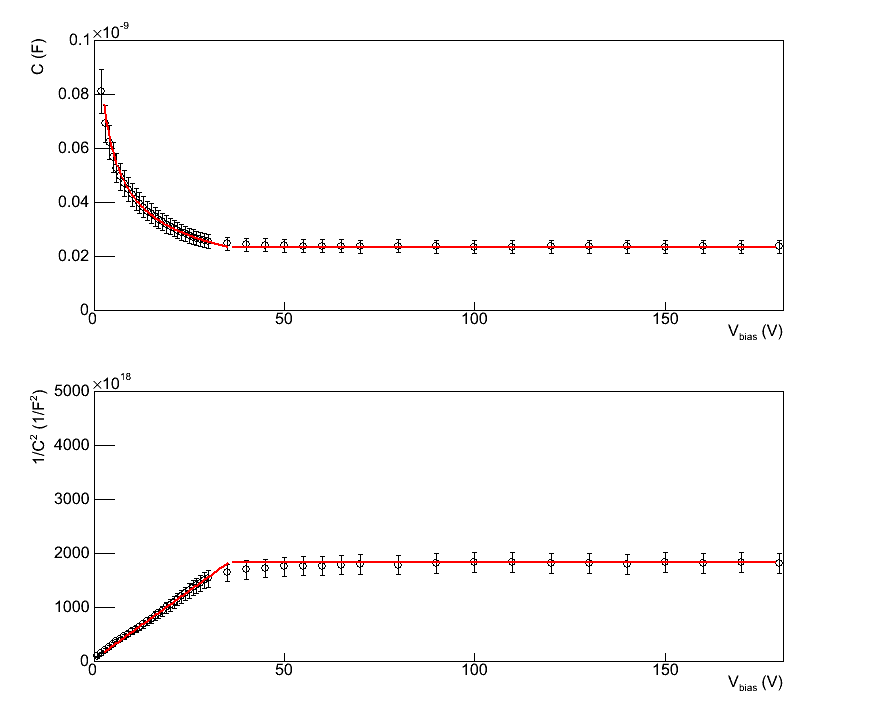 ×10⁻⁹
C (F)
0.1
0.08
0.06
0.04
0.02
0
0 50 100 150
V_bias (V)
×10¹⁸
1/C² (1/F²)
5000
4000
3000
2000
1000
0
0 50 100 150
V_bias (V)